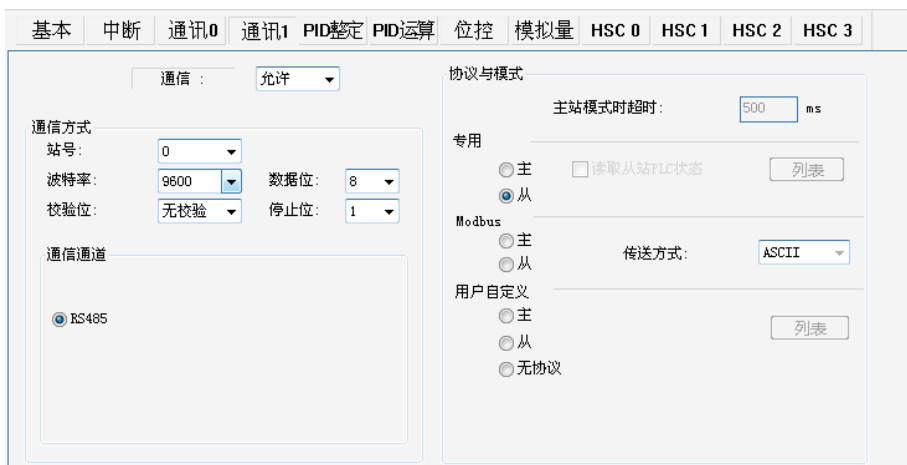 基本 中断 通讯0 通讯1 PID整定 PID运算 位控 模拟量 HSC 0 HSC 1 HSC 2 HSC 3
通信 : 允许
通信方式
站号: 0
波特率: 9600 数据位: 8
校验位: 无校验 停止位: 1
通信通道
RS485
协议与模式
主站模式时超时: 500 ms
专用
主 读取从站PLC状态 列表
从
Modbus
主
从
传送方式: ASCII
用户自定义
主
从
列表
无协议